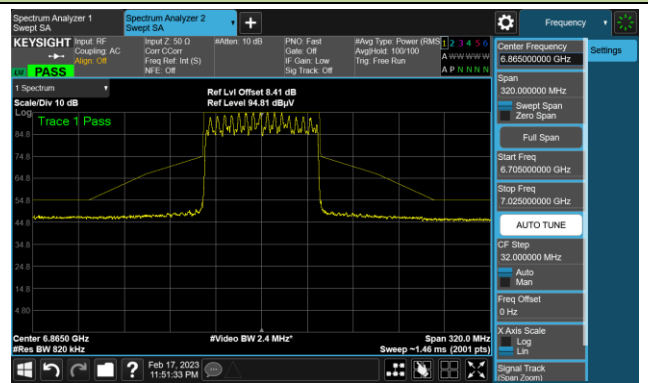 Spectrum Analyzer 1
Swept SA
Spectrum Analyzer 2
Swept SA
Frequency
KEYSIGHT
Input: RF
Coupling: AC
Align: Off
Input Z: 50 Ω
Corr CCorr
Freq Ref: Int (S)
NFE: Off
#Atten: 10 dB
PNO: Fast
Gate: Off
IF Gain: Low
Sig Track: Off
#Avg Type: Power (RMS
Avg|Hold: 100/100
Trig: Free Run
1 2 3 4 5 6
A W W W W W
A P N N N N
PASS
1 Spectrum
Scale/Div 10 dB
Ref Lvl Offset 8.41 dB
Ref Level 94.81 dBµV
Log
Trace 1 Pass
84.8
74.8
64.8
54.8
44.8
34.8
24.8
14.8
4.80
Center 6.8650 GHz
#Res BW 820 kHz
#Video BW 2.4 MHz*
Span 320.0 MHz
Sweep ~1.46 ms (2001 pts)
Center Frequency
6.865000000 GHz
Settings
Span
320.000000 MHz
Swept Span
Zero Span
Full Span
Start Freq
6.705000000 GHz
Stop Freq
7.025000000 GHz
AUTO TUNE
CF Step
32.000000 MHz
Auto
Man
Freq Offset
0 Hz
X Axis Scale
Log
Lin
Signal Track
(Span Zoom)
?
Feb 17, 2023
11:51:33 PM